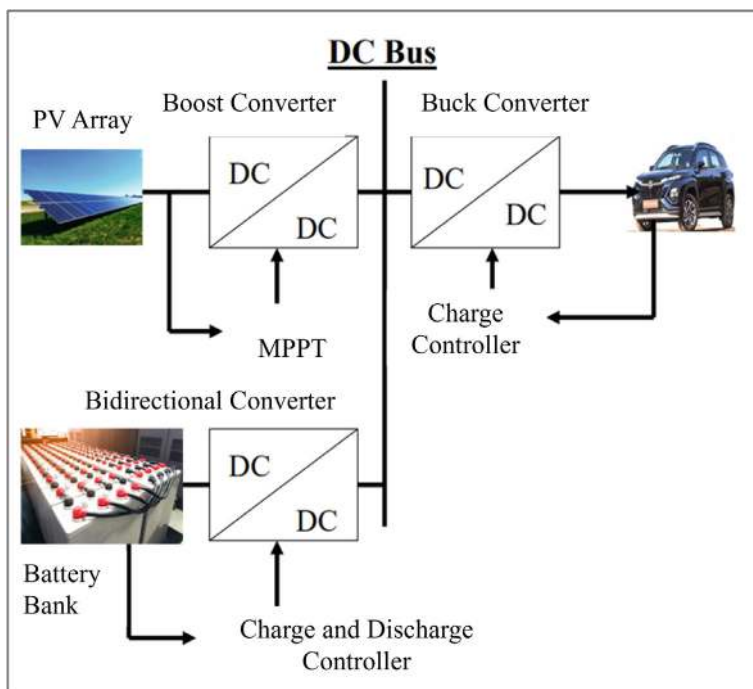 DC Bus
Boost Converter
Buck Converter
PV Array
DC
DC
DC
DC
MPPT
Charge
Controller
Bidirectional Converter
DC
DC
Battery
Bank
Charge and Discharge
Controller